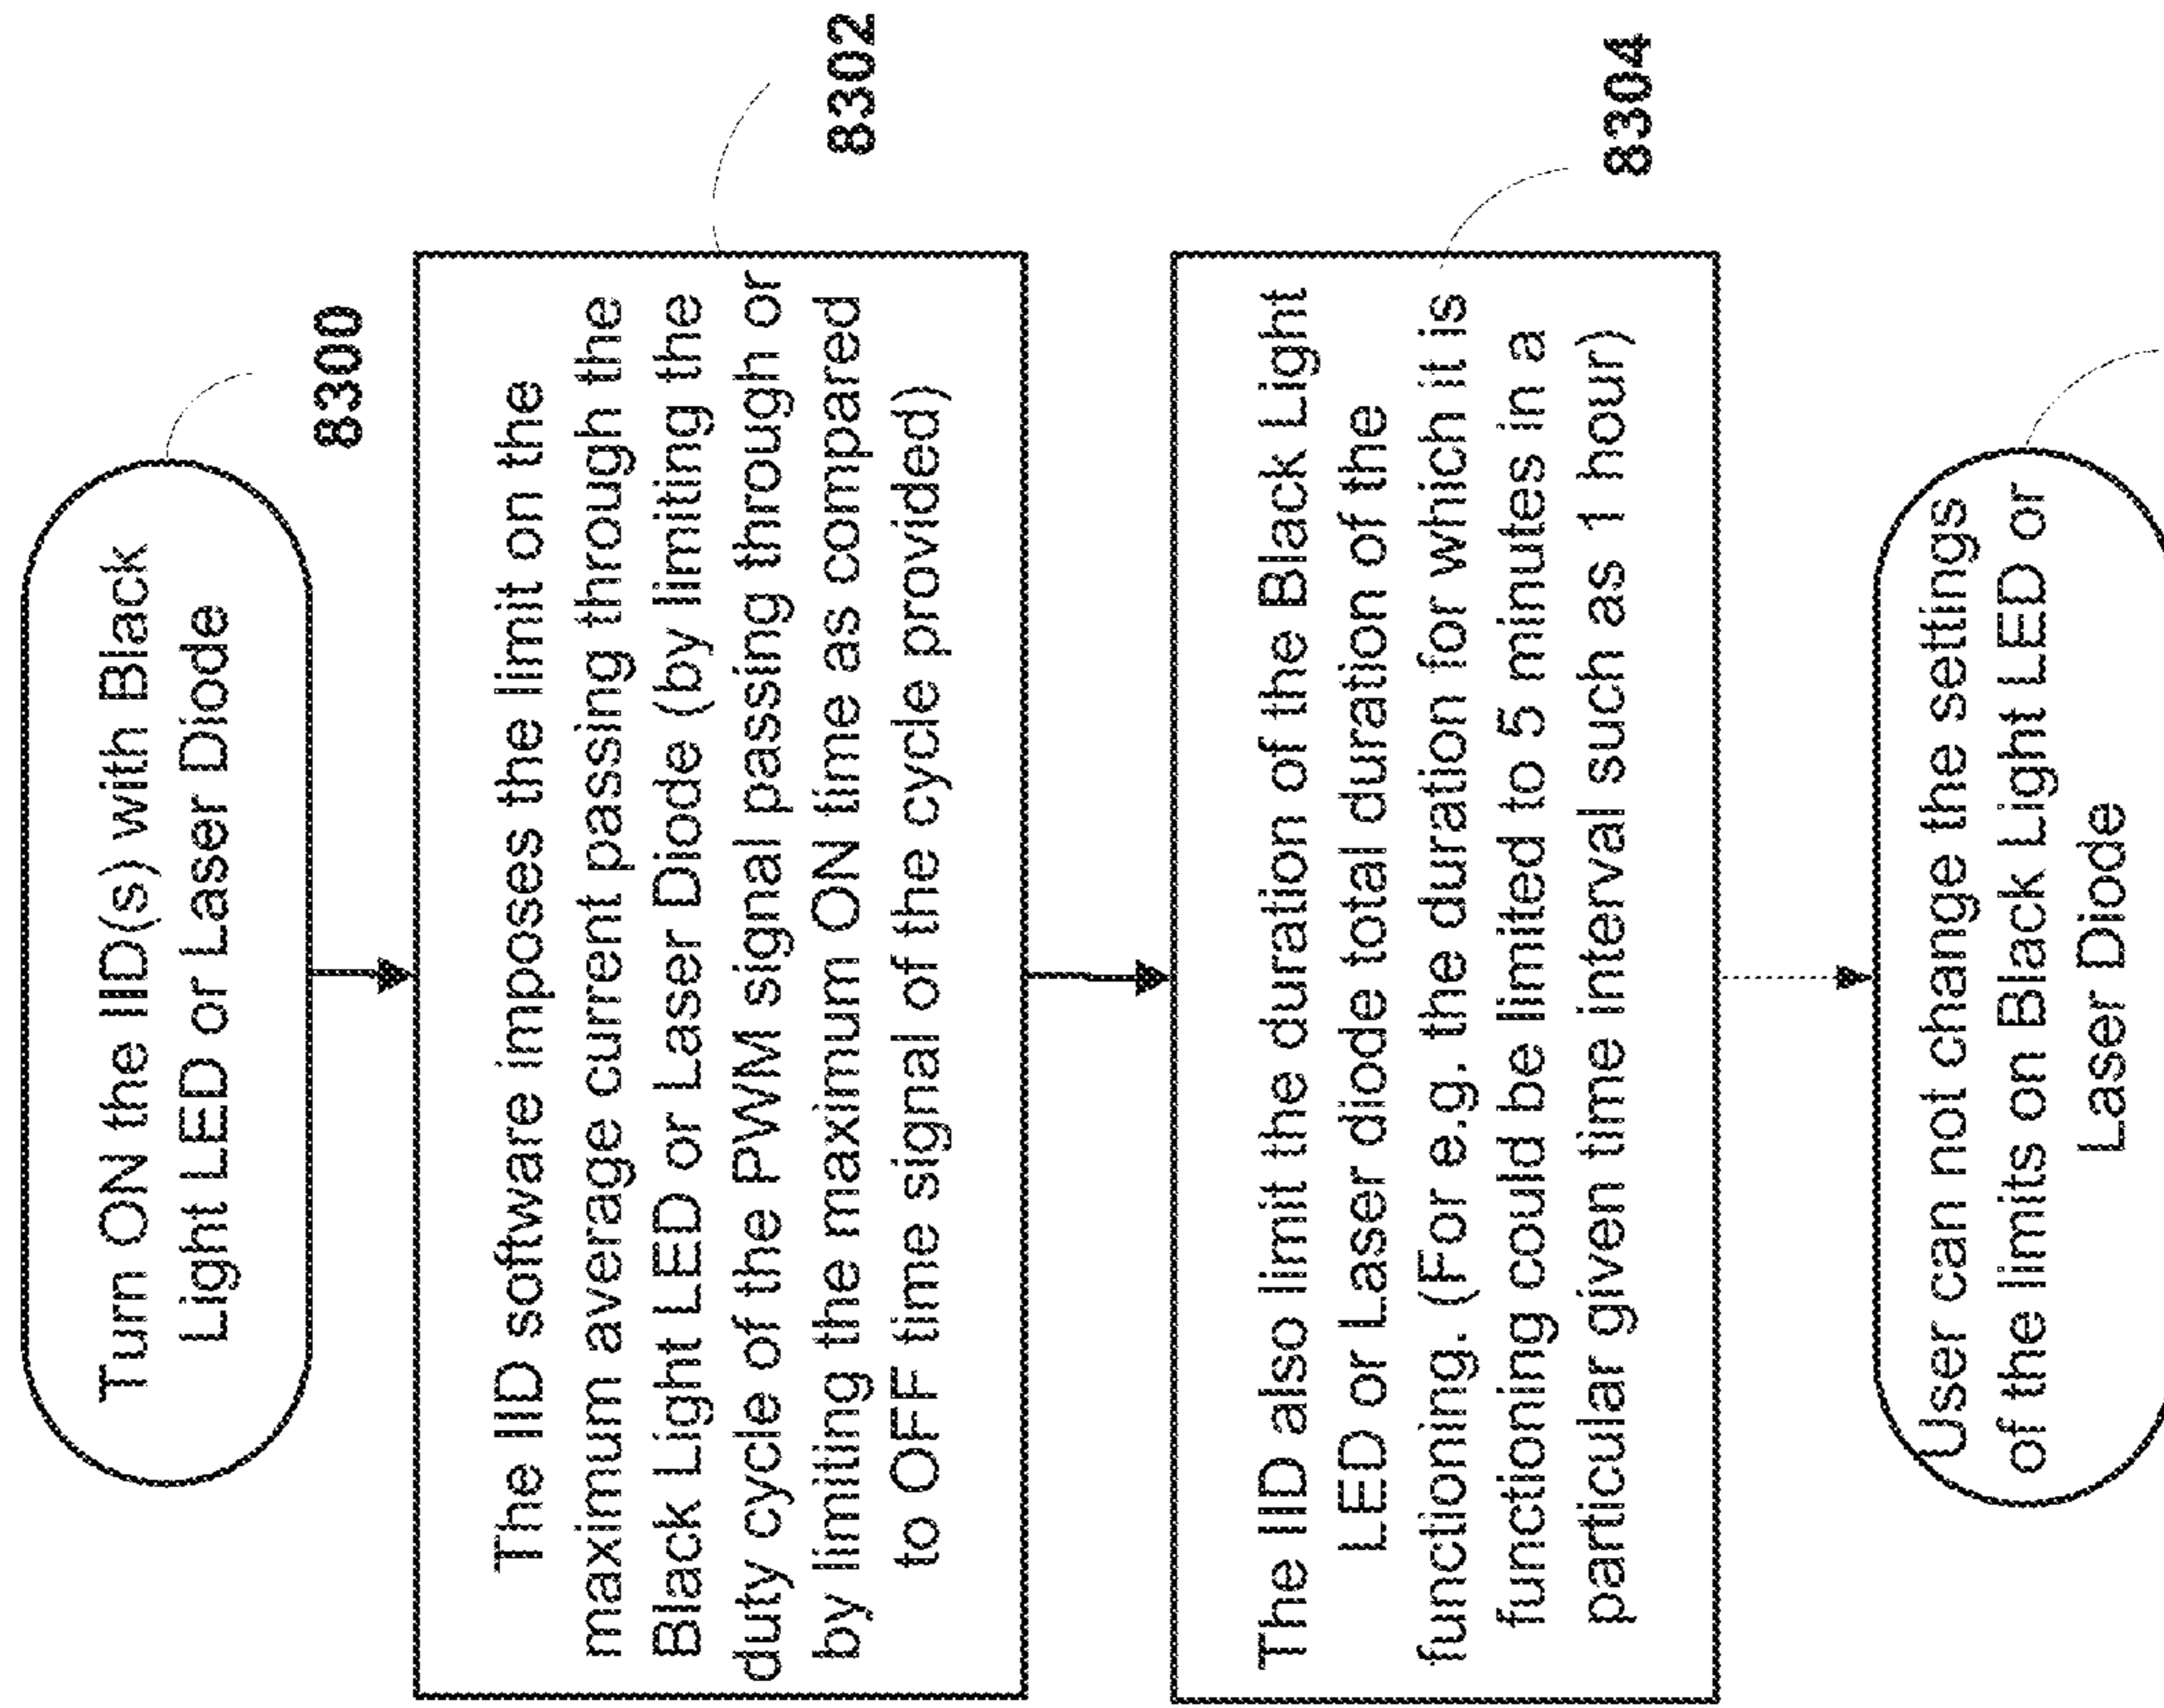 Turn ON the IID(s) with Black
Light LED or Laser Diode
8300
The IID software imposes the limit on the
maximum average current passing through the
Black Light LED or Laser Diode (by limiting the
duty cycle of the PWM signal passing through or
by limiting the maximum ON time as compared
to OFF time signal of the cycle provided)
8302
The IID also limit the duration of the Black Light
LED or Laser diode total duration of the
functioning. (For e.g. the duration for which it is
functioning could be limited to 5 minutes in a
particular given time interval such as 1 hour)
8304
User can not change the settings
of the limits on Black Light LED or
Laser Diode